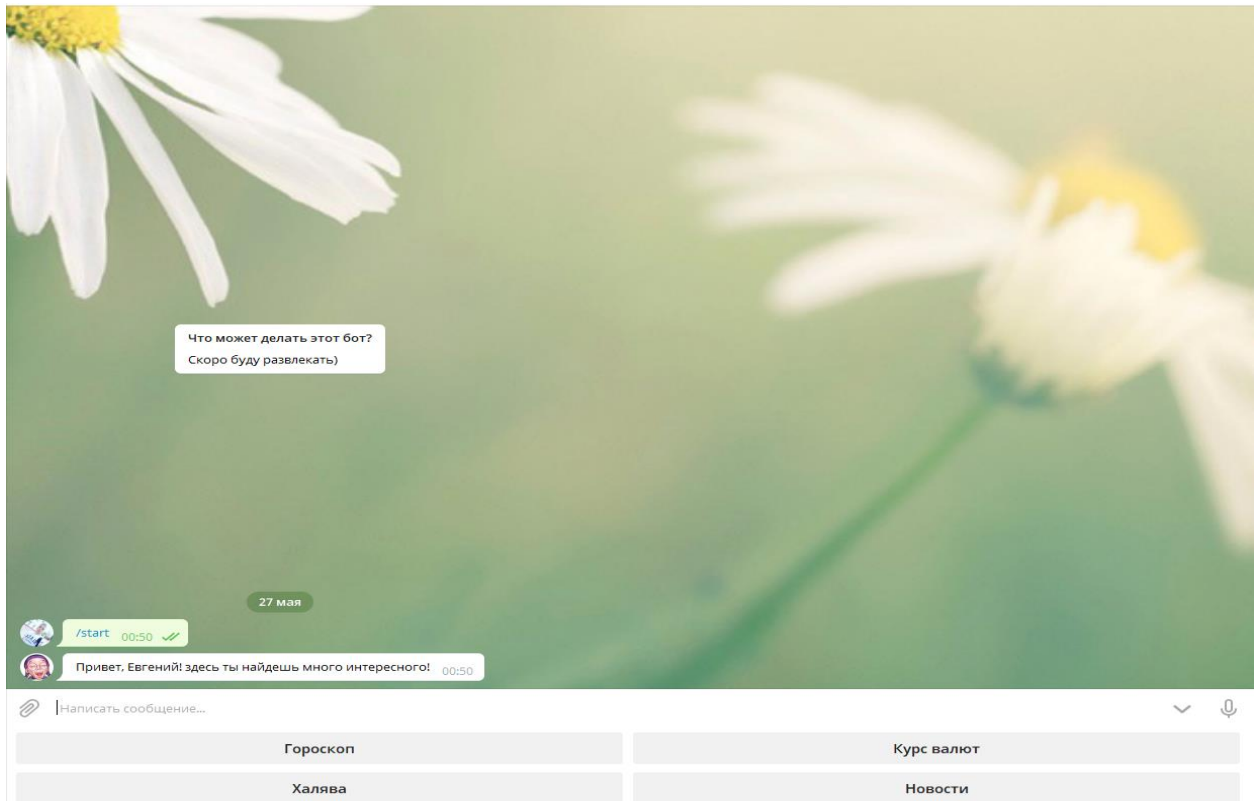 Что может делать этот бот?
Скоро буду развлекать)
27 мая
/start 00:50
Привет, Евгений! здесь ты найдешь много интересного! 00:50
Написать сообщение...
Гороскоп Курс валют
Халява Новости